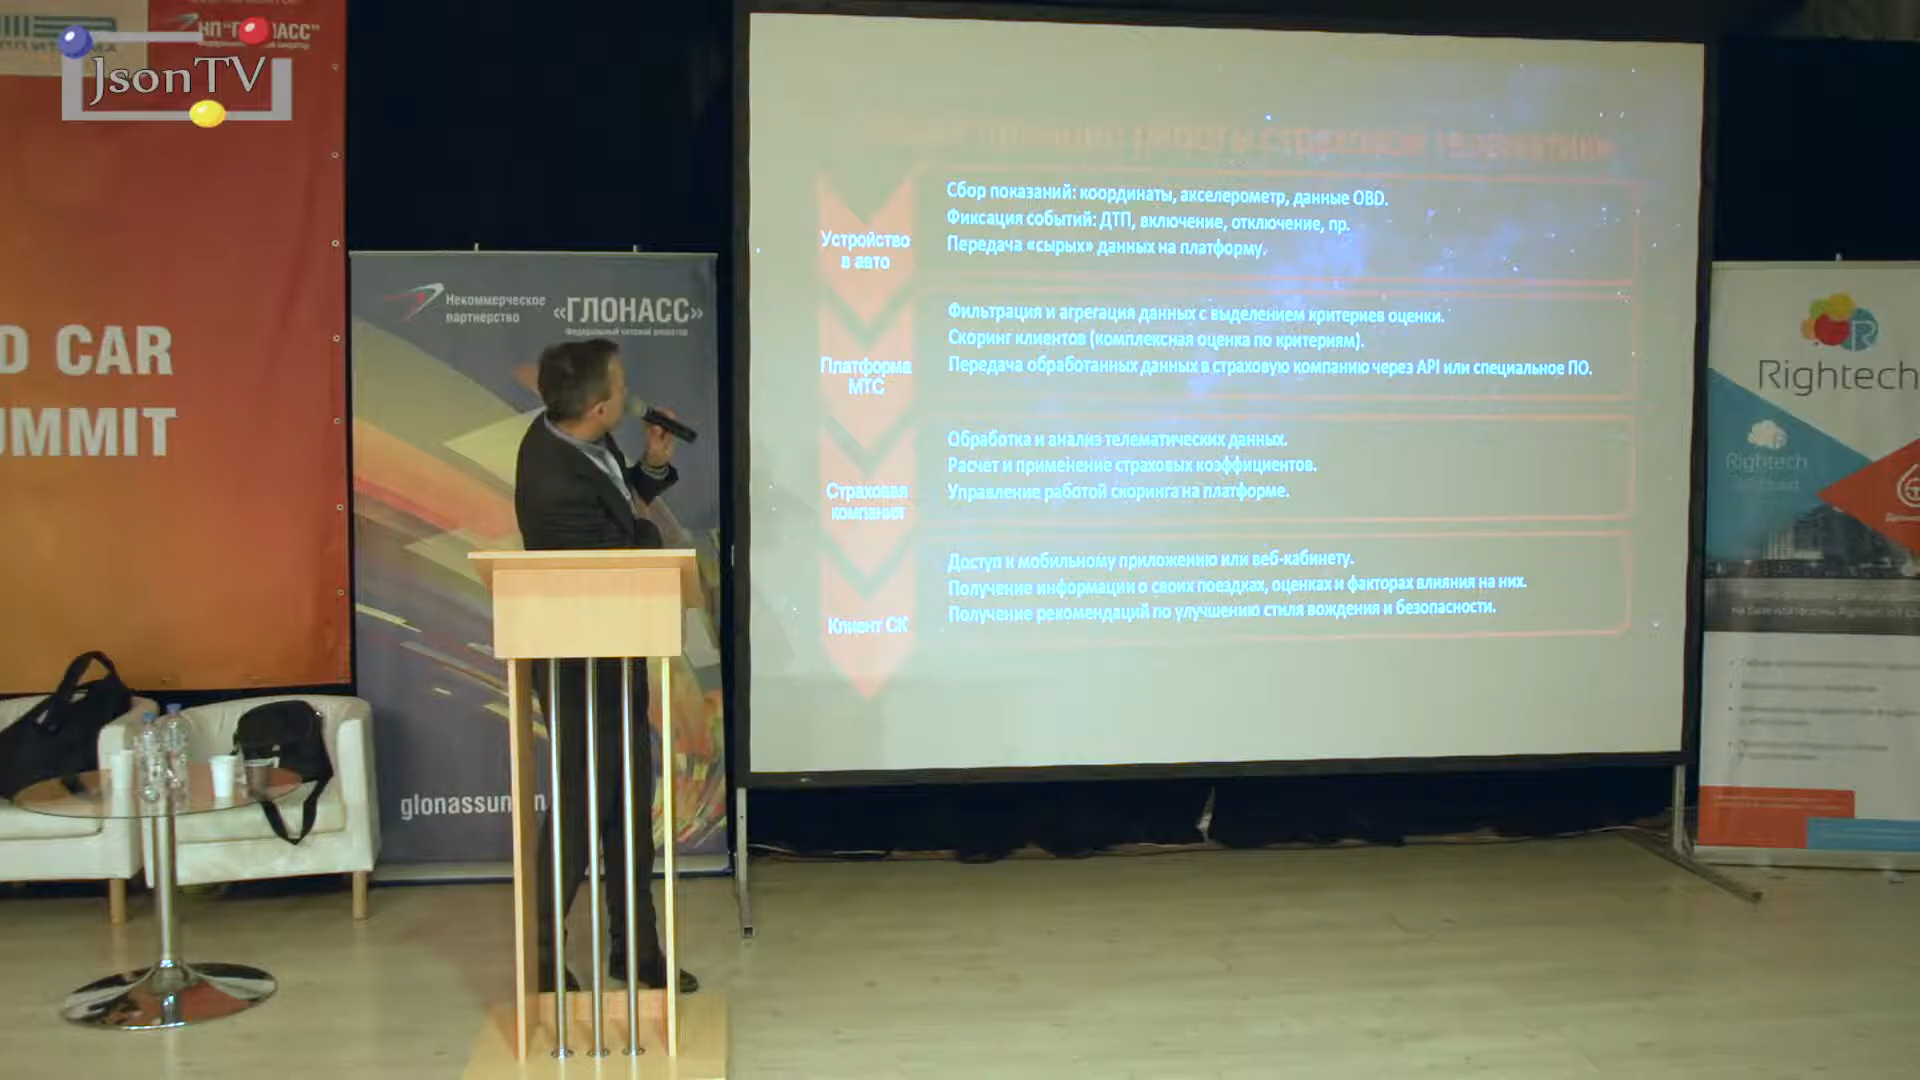 JsonTV
D CAR
UMMIT
Некоммерческое
партнерство
«ГЛОНАСС»
glonassum
страховой телематики
Устройство
в авто
Сбор показаний: координаты, акселерометр, данные OBD.
Фиксация событий: ДТП, включение, отключение, пр.
Передача «сырых» данных на платформу.
Платформа
МТС
Фильтрация и агрегация данных с выделением критериев оценки.
Скоринг клиентов (комплексная оценка по критериям).
Передача обработанных данных в страховую компанию через API или специальное ПО.
Страховая
компания
Обработка и анализ телематических данных.
Расчет и применение страховых коэффициентов.
Управление работой скоринга на платформе.
Клиент СК
Доступ к мобильному приложению или веб-кабинету.
Получение информации о своих поездках, оценках и факторах влияния на них.
Получение рекомендаций по улучшению стиля вождения и безопасности.
Rightech
Rightech